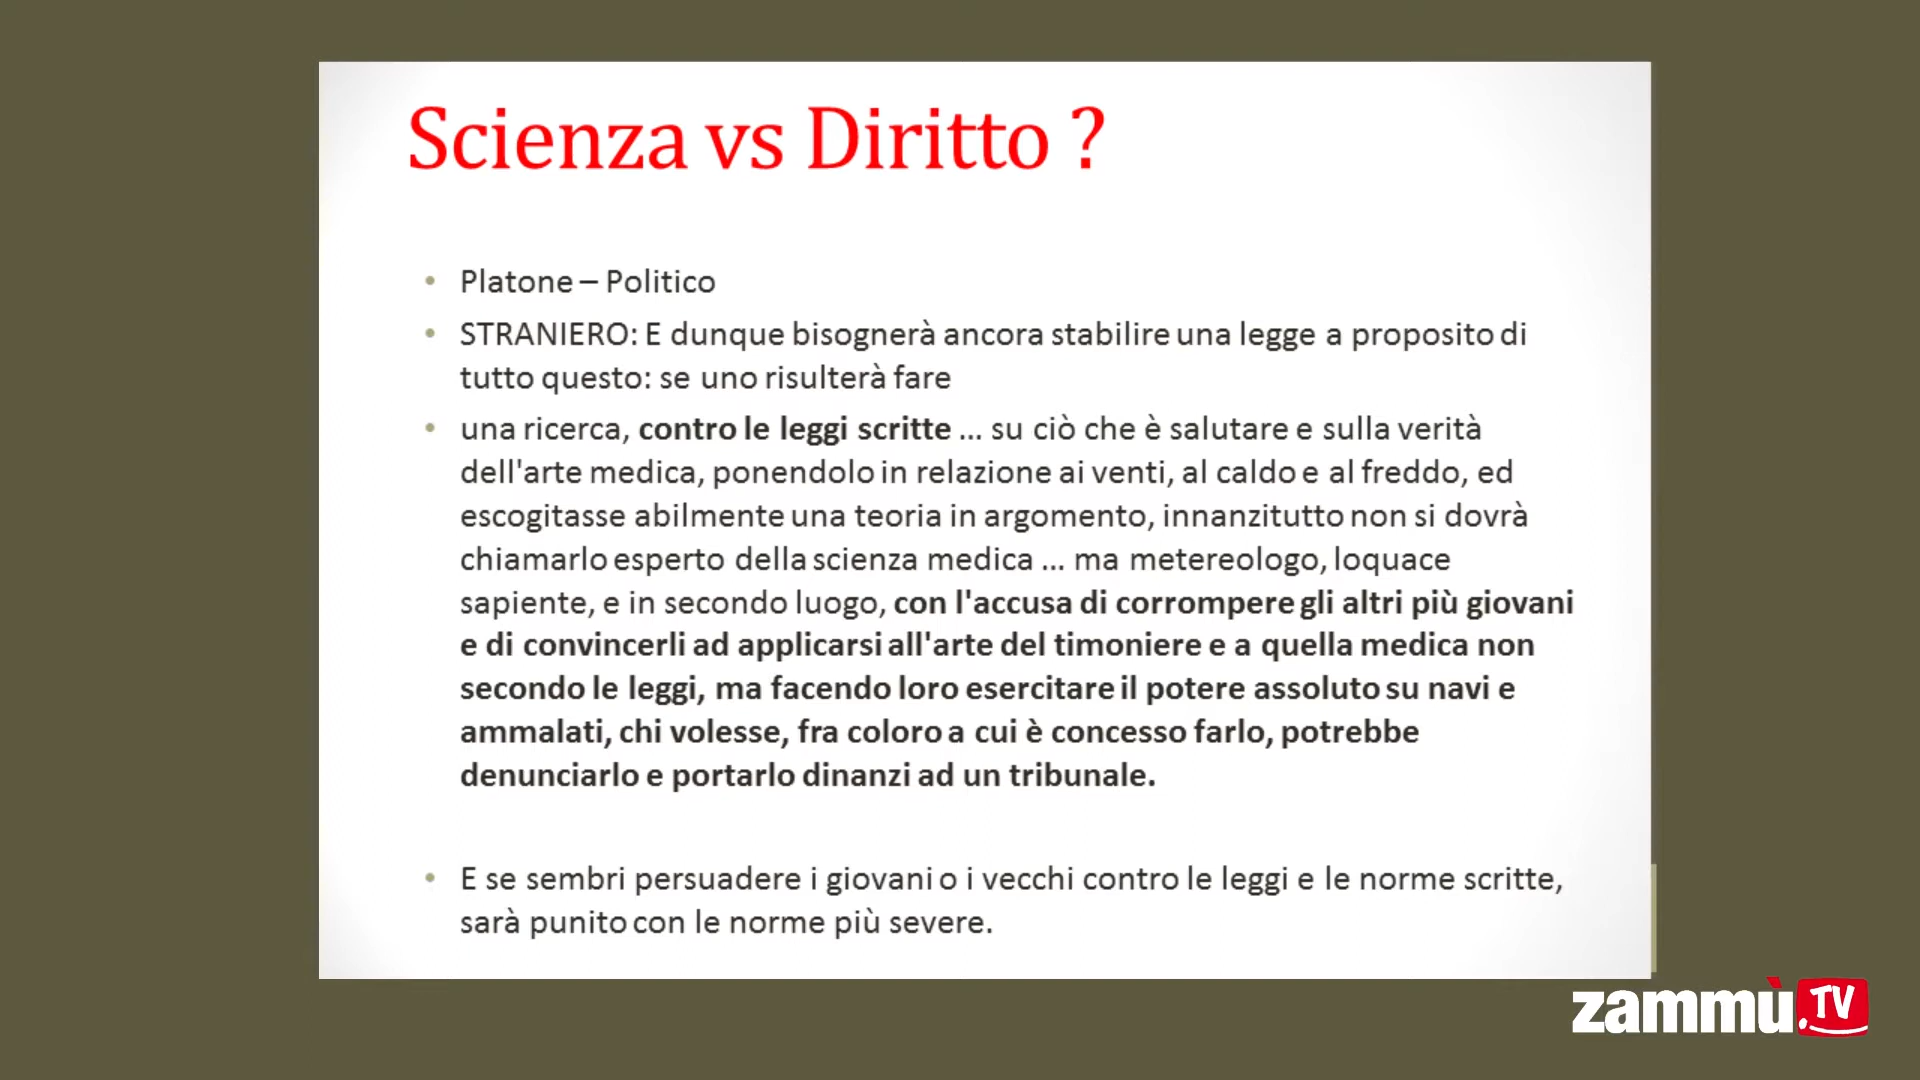 Scienza vs Diritto ?
• Platone – Politico
• STRANIERO: E dunque bisognerà ancora stabilire una legge a proposito di
tutto questo: se uno risulterà fare
• una ricerca, contro le leggi scritte ... su ciò che è salutare e sulla verità
dell'arte medica, ponendolo in relazione ai venti, al caldo e al freddo, ed
escogitasse abilmente una teoria in argomento, innanzitutto non si dovrà
chiamarlo esperto della scienza medica ... ma metereologo, loquace
sapiente, e in secondo luogo, con l'accusa di corrompere gli altri più giovani
e di convincerli ad applicarsi all'arte del timoniere e a quella medica non
secondo le leggi, ma facendo loro esercitare il potere assoluto su navi e
ammalati, chi volesse, fra coloro a cui è concesso farlo, potrebbe
denunciarlo e portarlo dinanzi ad un tribunale.
• E se sembri persuadere i giovani o i vecchi contro le leggi e le norme scritte,
sarà punito con le norme più severe.
zammù.TV